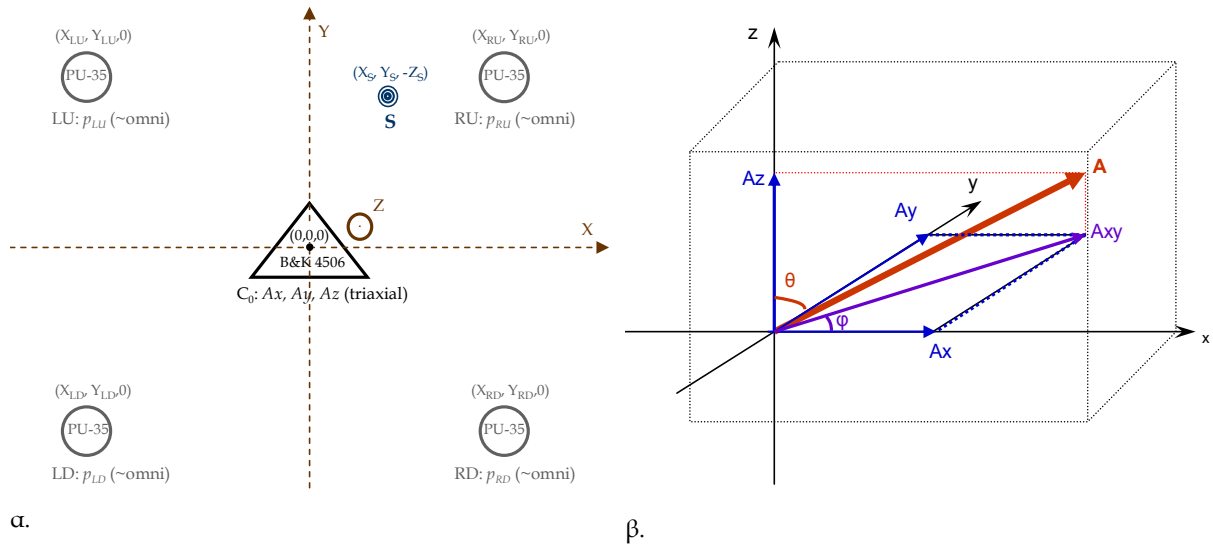 (X_LU, Y_LU,0)
PU-35
LU: p_LU (~omni)
Y
(X_S, Y_S, -Z_S)
S
(X_RU, Y_RU,0)
PU-35
RU: p_RU (~omni)
Z
X
(0,0,0)
B&K 4506
C_0: Ax, Ay, Az (triaxial)
(X_LD, Y_LD,0)
PU-35
LD: p_LD (~omni)
(X_RD, Y_RD,0)
PU-35
RD: p_RD (~omni)
α.
z
Az
A
y
Ay
Axy
θ
φ
Ax
x
β.